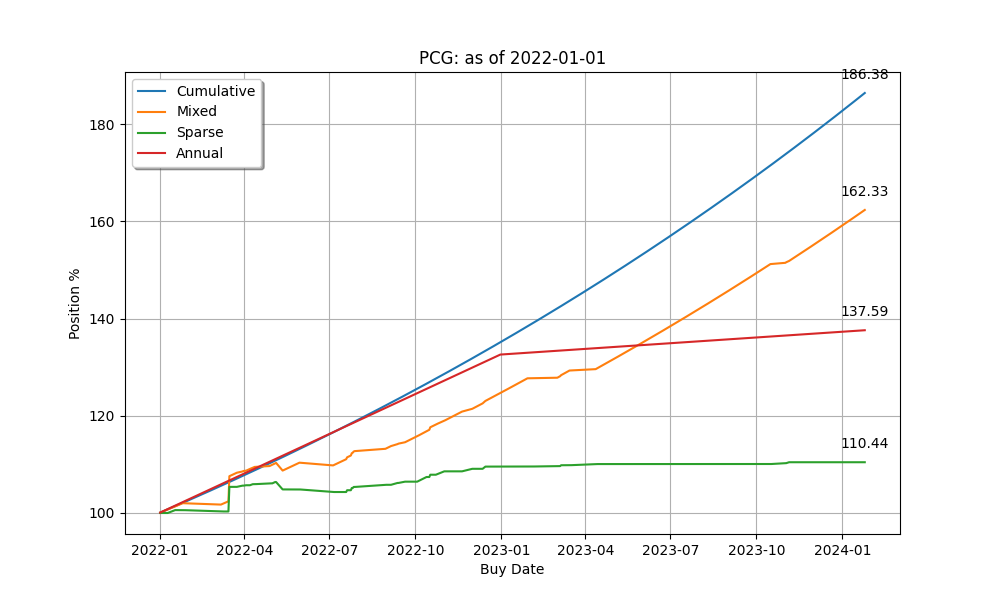 PCG: as of 2022-01-01
Cumulative
Mixed
Sparse
Annual
186.38
162.33
137.59
110.44
180
160
140
120
100
Position %
2022-01
2022-04
2022-07
2022-10
2023-01
2023-04
2023-07
2023-10
2024-01
Buy Date